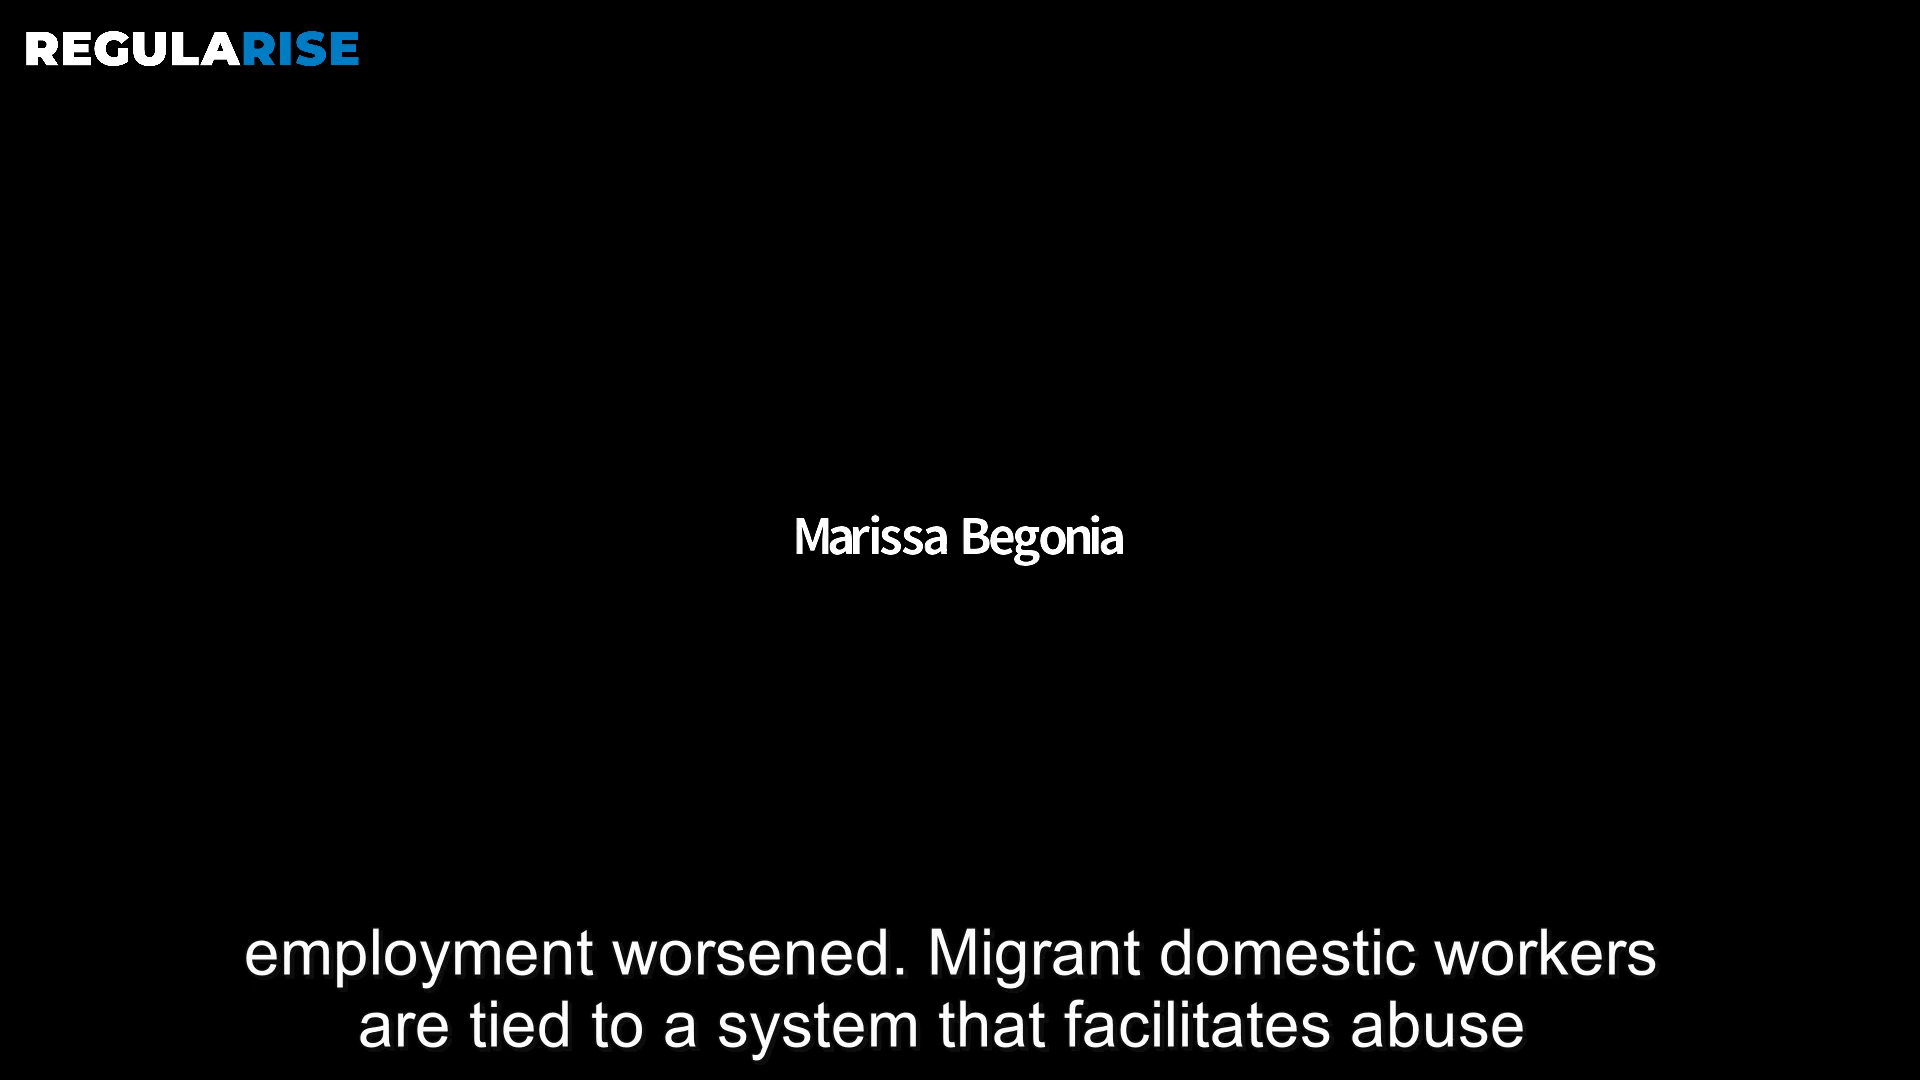 REGULARISE
Marissa Begonia
employment worsened. Migrant domestic workers
are tied to a system that facilitates abuse